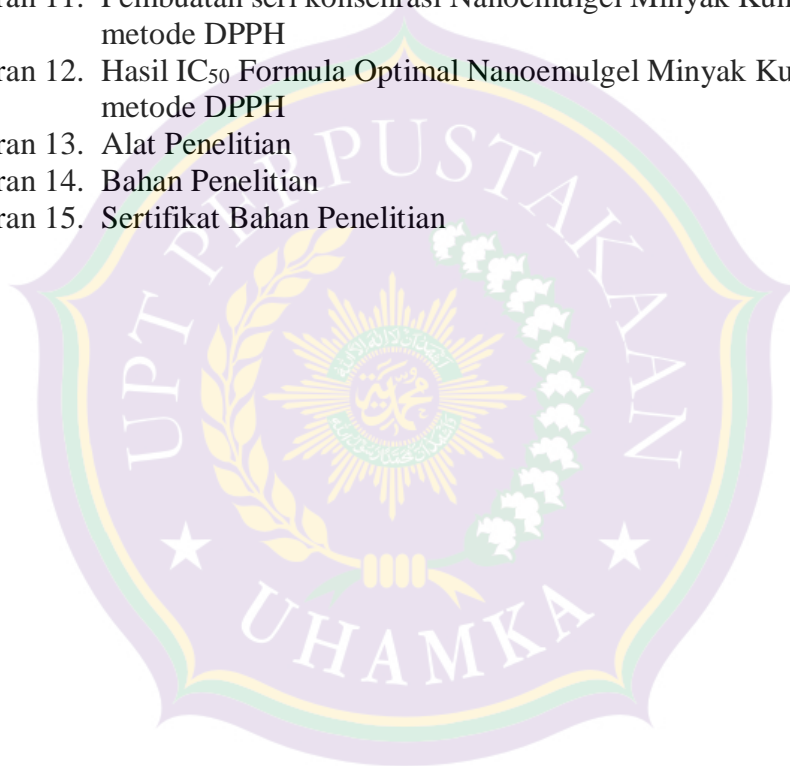 ran 11. Pembuatan seri konsentrasi Nanoemulgel Minyak Kun
metode DPPH
ran 12. Hasil IC₅₀ Formula Optimal Nanoemulgel Minyak Ku
metode DPPH
ran 13. Alat Penelitian
ran 14. Bahan Penelitian
ran 15. Sertifikat Bahan Penelitian
UPT PERPUSTAKAAN
UHAMKA